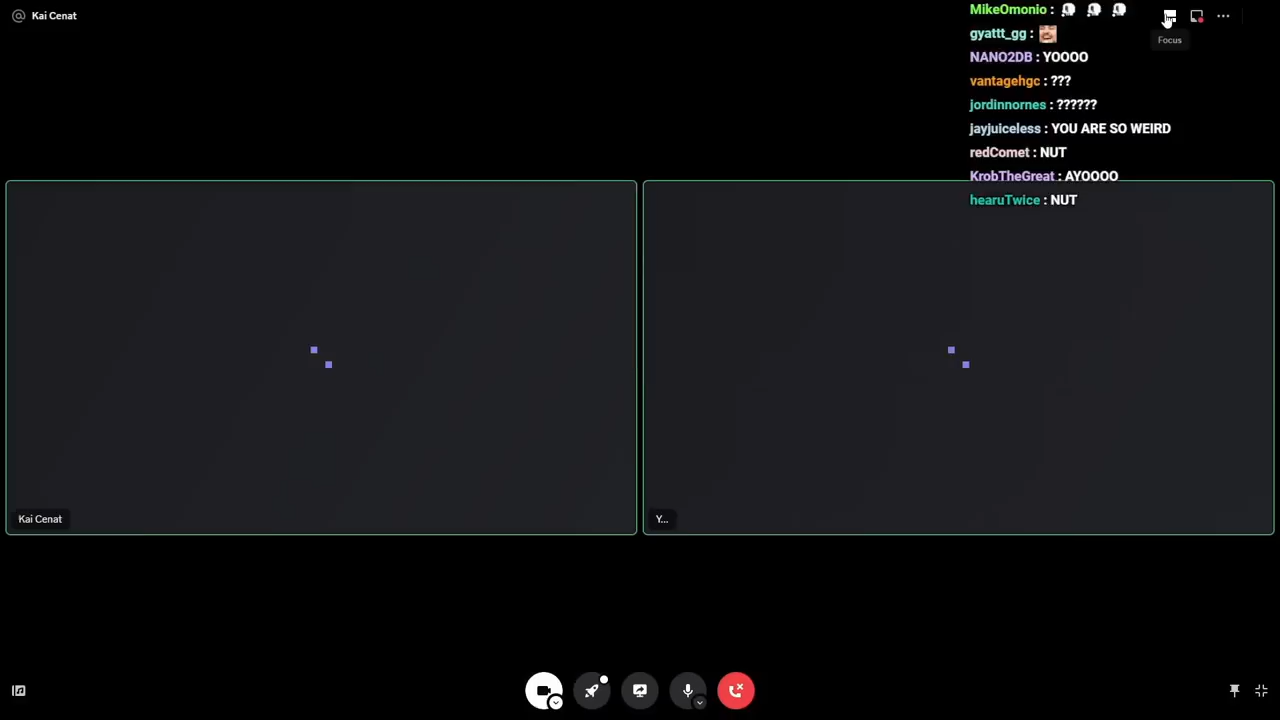 Kai Cenat
MikeOmonio :
gyattt_gg :
Focus
NANO2DB : YOOOO
vantagehgc : ???
jordinnornes : ??????
jayjuiceless : YOU ARE SO WEIRD
redComet : NUT
KrobTheGreat : AYOOOO
hearuTwice : NUT
Kai Cenat
Y...